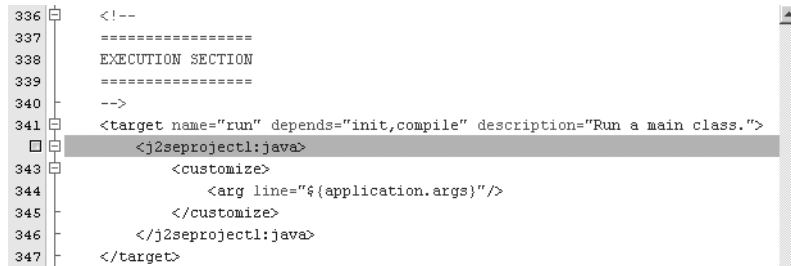 336 <!--
337 =================
338 EXECUTION SECTION
339 =================
340 -->
341 <target name="run" depends="init,compile" description="Run a main class.">
<j2seproject1:java>
343 <customize>
344 <arg line="${application.args}"/>
345 </customize>
346 </j2seproject1:java>
347 </target>